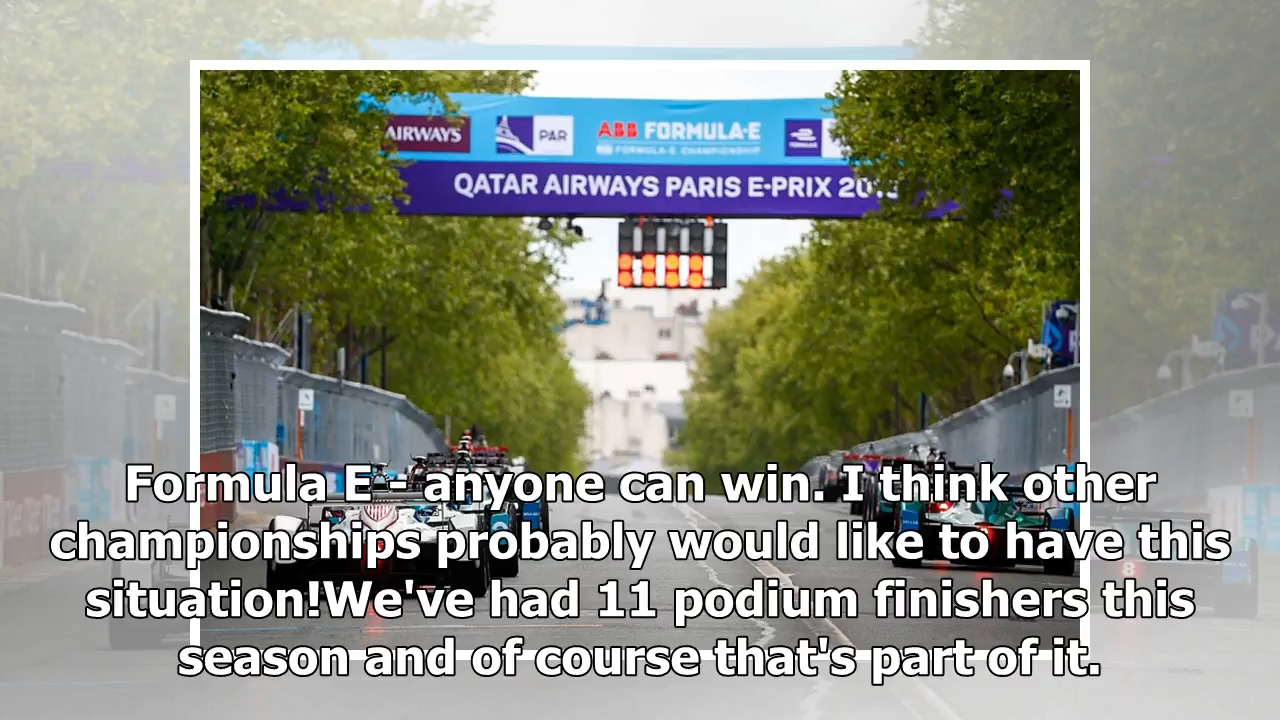 AIRWAYS
PAR
ABB FORMULA-E
FORMULA-E CHAMPIONSHIP
QATAR AIRWAYS PARIS E-PRIX
Formula E - anyone can win. I think other
championships probably would like to have this
situation!We've had 11 podium finishers this
season and of course that's part of it.
8